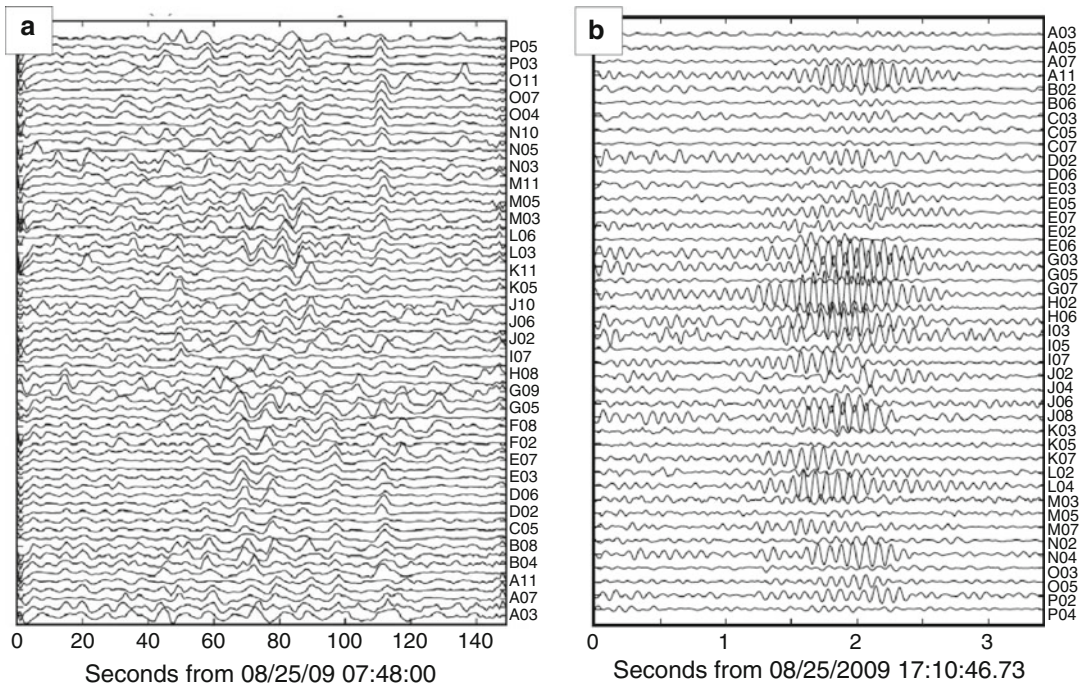 a
P05
P03
O11
O07
O04
N10
N05
N03
M11
M05
M03
L06
L03
K11
K05
J10
J06
J02
I07
H08
G09
G05
F08
F02
E07
E03
D06
D02
C05
B08
B04
A11
A07
A03
0 20 40 60 80 100 120 140
Seconds from 08/25/09 07:48:00
b
A03
A05
A07
A11
B02
B06
C03
C05
C07
D02
D06
E03
E05
E07
E02
E06
G03
G05
G07
H02
H06
I03
I05
I07
J02
J04
J06
J08
K03
K05
K07
L02
L04
M03
M05
M07
N02
N04
O03
O05
P02
P04
0 1 2 3
Seconds from 08/25/2009 17:10:46.73